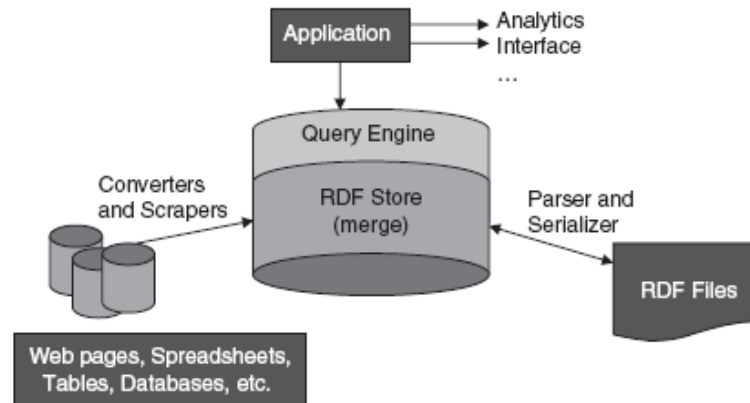 Application
Analytics
Interface
...
Query Engine
RDF Store
(merge)
Converters
and Scrapers
Parser and
Serializer
RDF Files
Web pages, Spreadsheets,
Tables, Databases, etc.